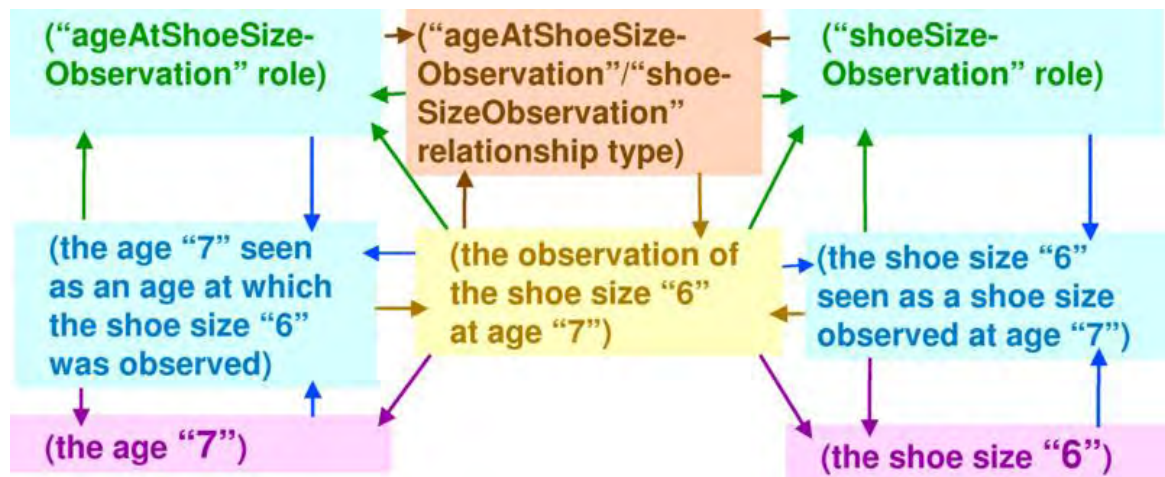 (“ageAtShoeSize-
Observation” role)
(“ageAtShoeSize-
Observation”/“shoe-
SizeObservation”
relationship type)
(“shoeSize-
Observation” role)
(the age “7” seen
as an age at which
the shoe size “6”
was observed)
(the observation of
the shoe size “6”
at age “7”)
(the shoe size “6”
seen as a shoe size
observed at age “7”)
(the age “7”)
(the shoe size “6”)